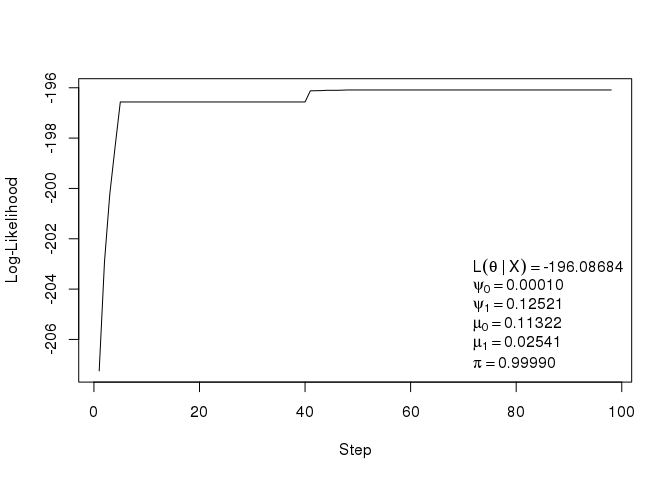 -196
-198
-200
-202
-204
-206
Log-Likelihood
L(θ | X) = -196.08684
ψ0 = 0.00010
ψ1 = 0.12521
μ0 = 0.11322
μ1 = 0.02541
π = 0.99990
0 20 40 60 80 100
Step